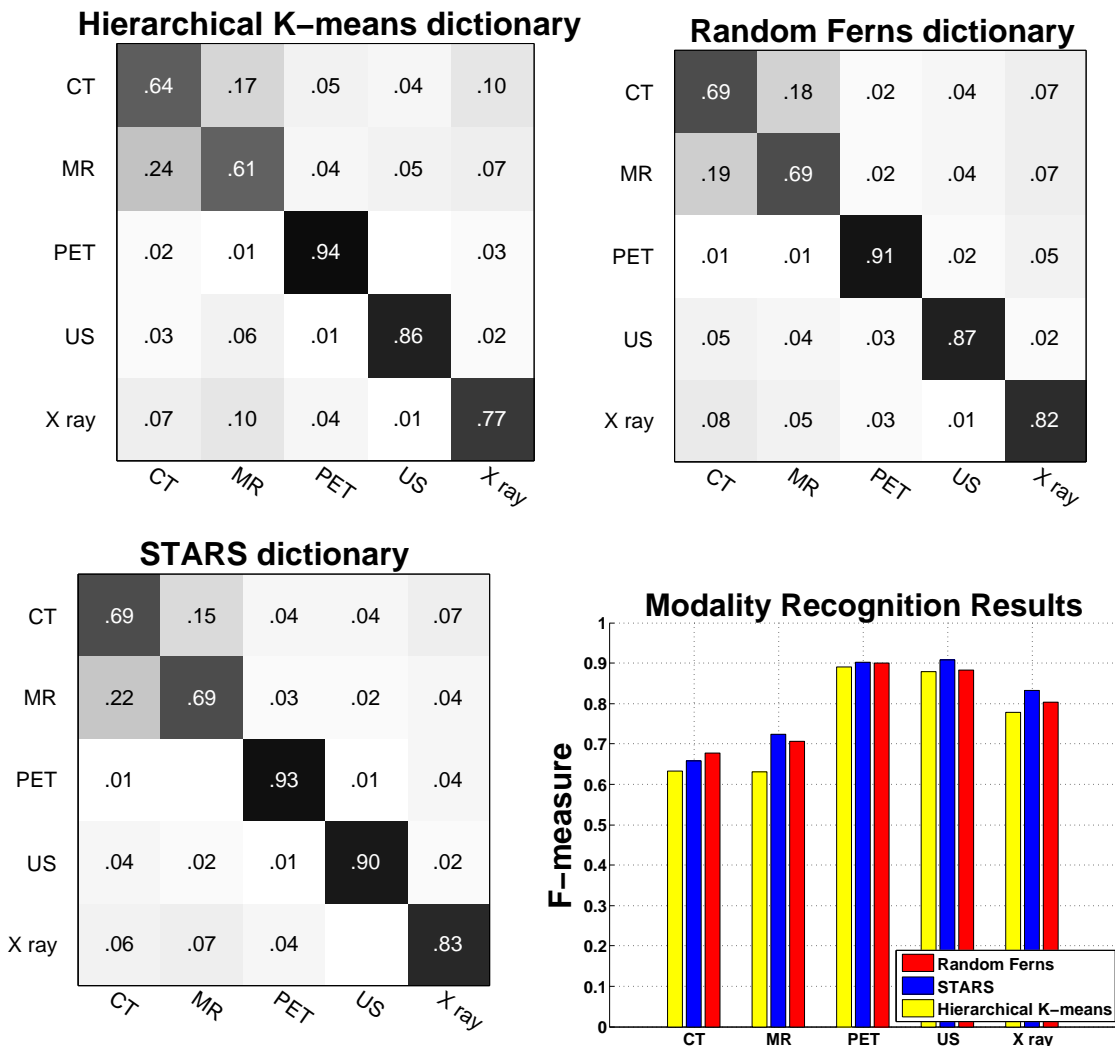 Hierarchical K−means dictionary
CT .64 .17 .05 .04 .10
MR .24 .61 .04 .05 .07
PET .02 .01 .94 .03
US .03 .06 .01 .86 .02
X ray .07 .10 .04 .01 .77
CT MR PET US X ray
Random Ferns dictionary
CT .69 .18 .02 .04 .07
MR .19 .69 .02 .04 .07
PET .01 .01 .91 .02 .05
US .05 .04 .03 .87 .02
X ray .08 .05 .03 .01 .82
CT MR PET US X ray
STARS dictionary
CT .69 .15 .04 .04 .07
MR .22 .69 .03 .02 .04
PET .01 .93 .01 .04
US .04 .02 .01 .90 .02
X ray .06 .07 .04 .83
CT MR PET US X ray
Modality Recognition Results
F−measure
1
0.9
0.8
0.7
0.6
0.5
0.4
0.3
0.2
0.1
0
Random Ferns
STARS
Hierarchical K−means
CT MR PET US X ray